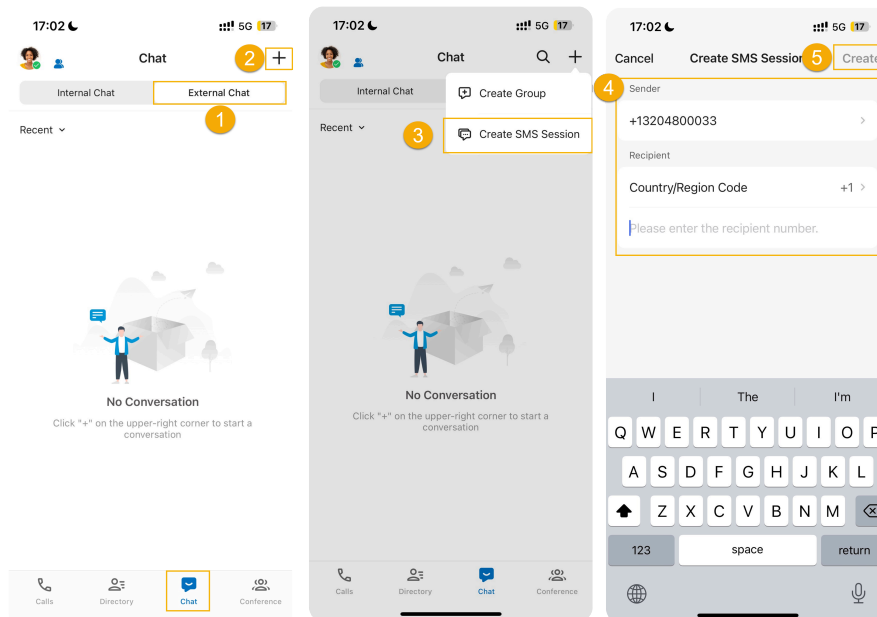 17:02
5G 17
2
Chat
Internal Chat
External Chat
1
Recent
No Conversation
Click "+" on the upper-right corner to start a
conversation
Calls
Directory
Chat
Conference
17:02
5G 17
Chat
Internal Chat
Create Group
Recent
3
Create SMS Session
No Conversation
Click "+" on the upper-right corner to start a
conversation
Calls
Directory
Chat
Conference
17:02
5G 17
Cancel
Create SMS Session
5
Create
4
Sender
+13204800033
Recipient
Country/Region Code
+1
Please enter the recipient number.
I The I'm
Q W E R T Y U I O P
A S D F G H J K L
Z X C V B N M
123 space return